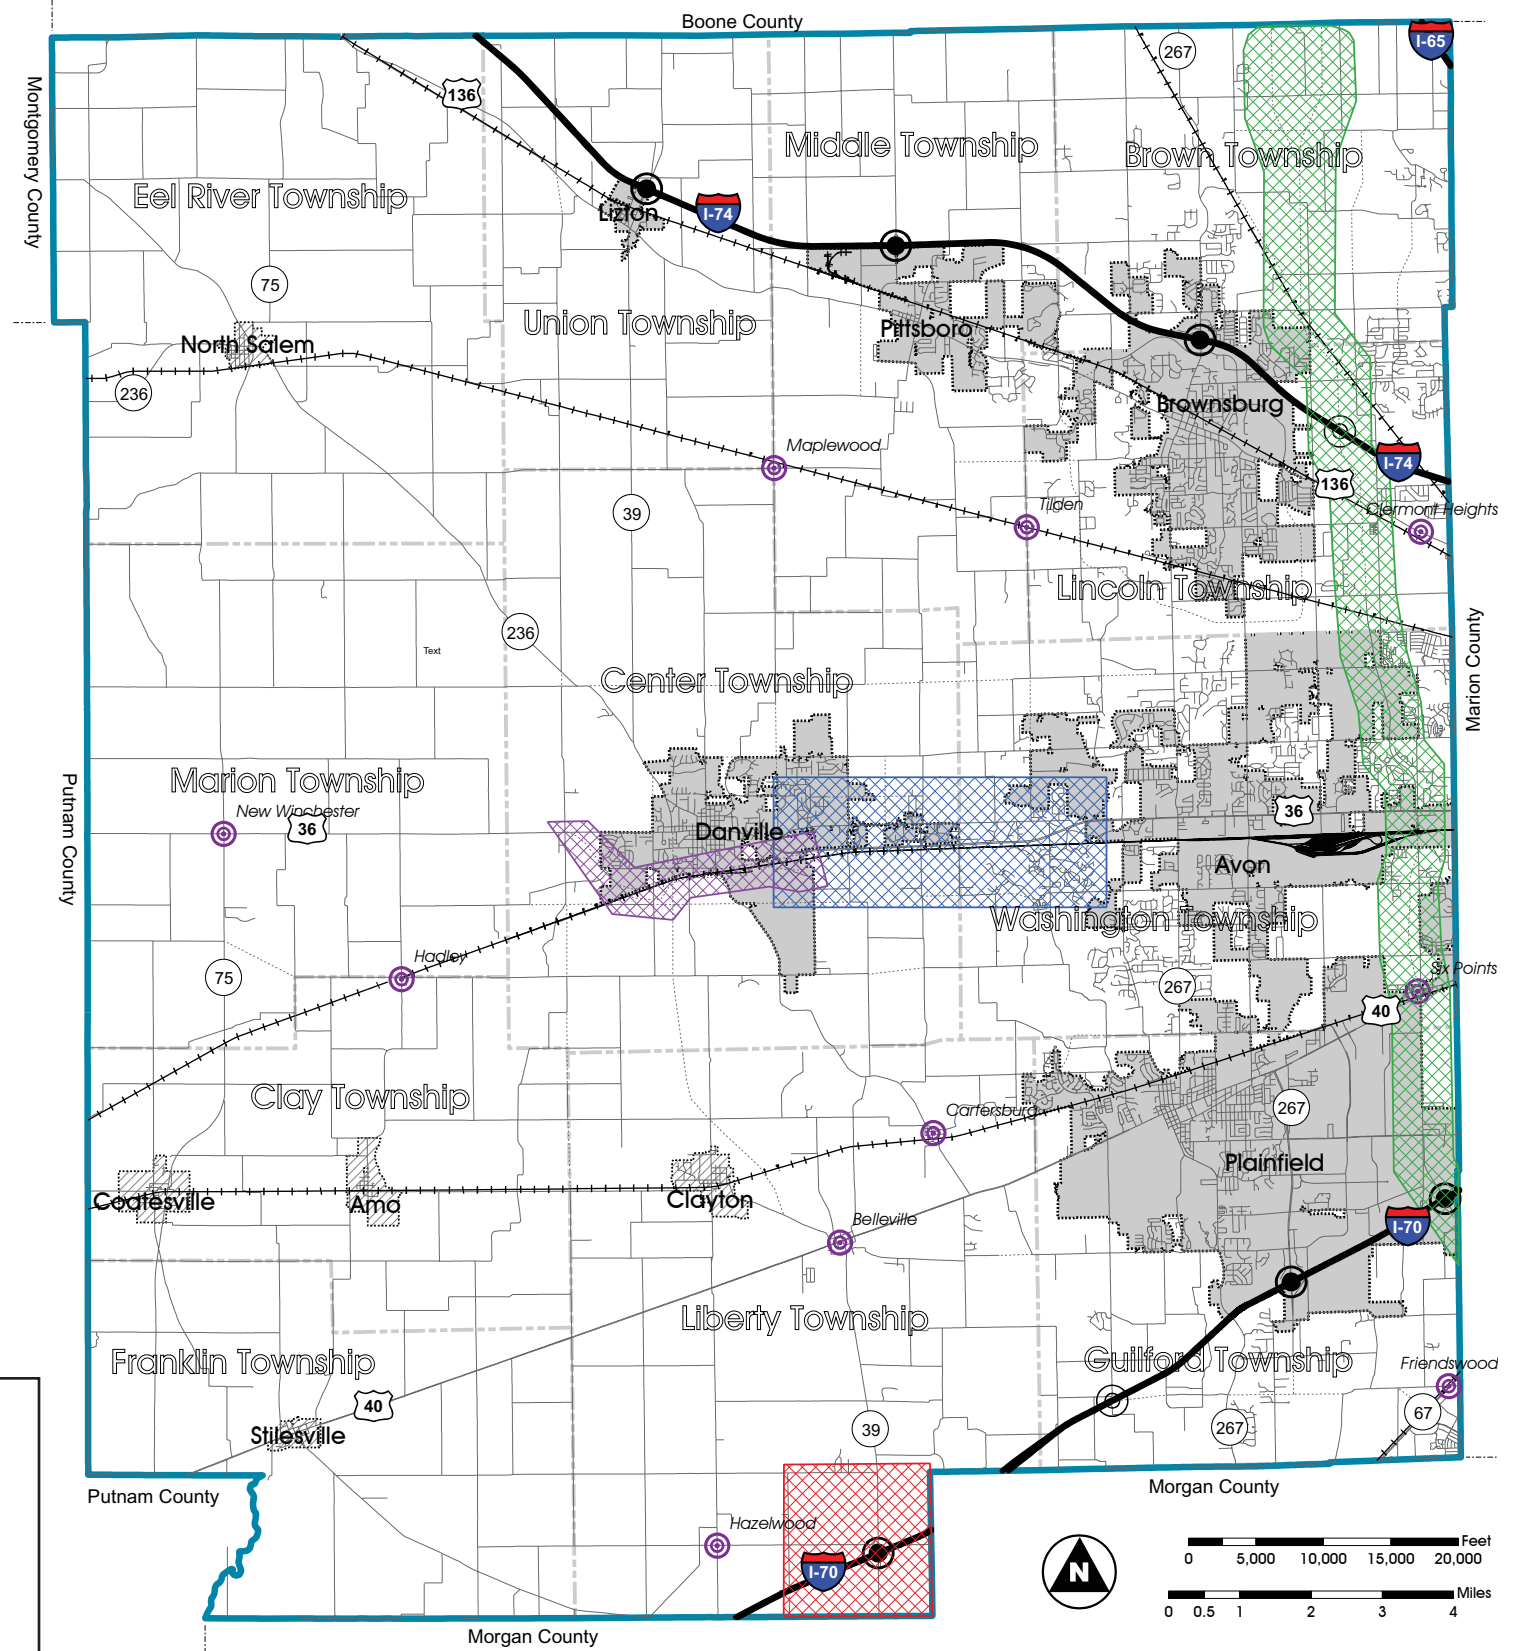 Boone County
I-65
267
136
Montgomery County
Middle Township
Brown Township
Eel River Township
Lizton
I-74
75
Union Township
Pittsboro
North Salem
236
Brownsburg
Maplewood
I-74
136
39
Tilden
Clermont Heights
Lincoln Township
236
Text
Marion County
Center Township
Marion Township
New Winchester
36
36
Danville
Putnam County
Avon
Washington Township
Hadley
75
267
Six Points
40
Clay Township
Cartersburg
267
Plainfield
Coatesville
Amo
Clayton
Belleville
I-70
Liberty Township
Franklin Township
Guilford Township
Friendswood
40
Stilesville
39
267
67
Putnam County
Morgan County
Hazelwood
I-70
N
Feet
0 5,000 10,000 15,000 20,000
Miles
0 0.5 1 2 3 4
Morgan County